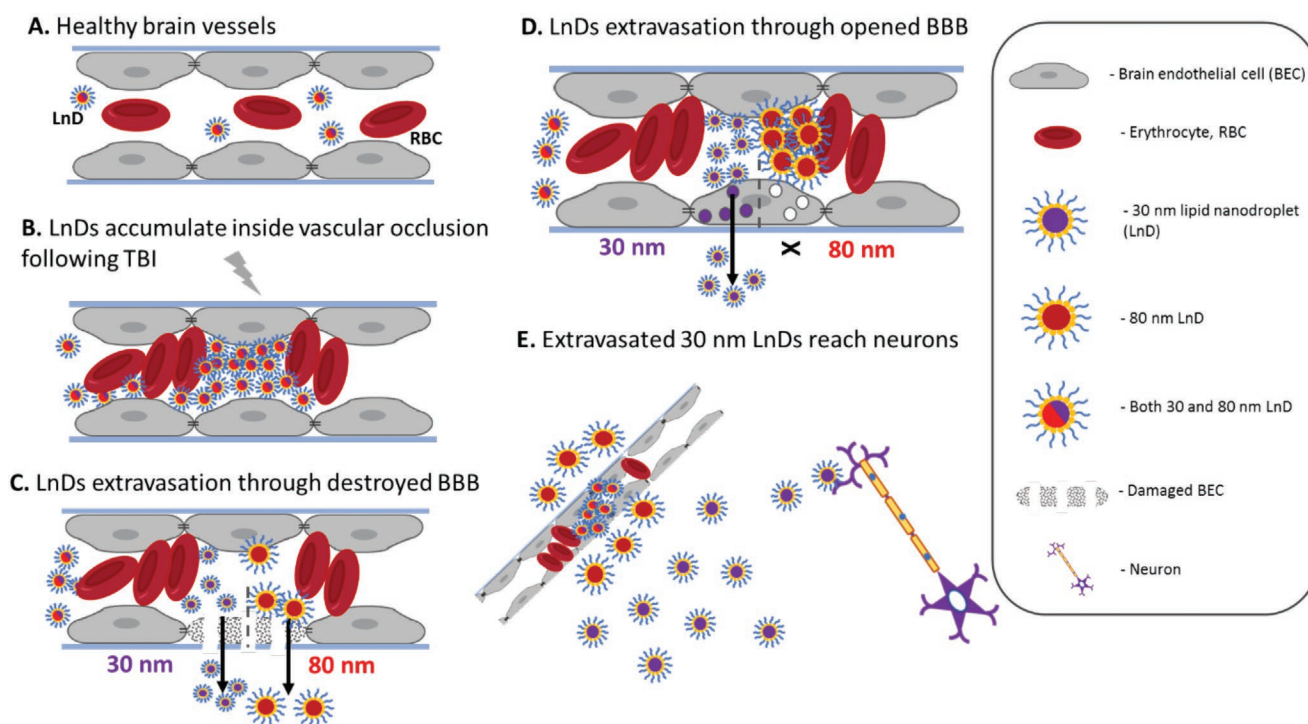 A. Healthy brain vessels
LnD
RBC
B. LnDs accumulate inside vascular occlusion
following TBI
C. LnDs extravasation through destroyed BBB
30 nm
80 nm
D. LnDs extravasation through opened BBB
30 nm
X
80 nm
E. Extravasated 30 nm LnDs reach neurons
- Brain endothelial cell (BEC)
- Erythrocyte, RBC
- 30 nm lipid nanodroplet
(LnD)
- 80 nm LnD
- Both 30 and 80 nm LnD
- Damaged BEC
- Neuron